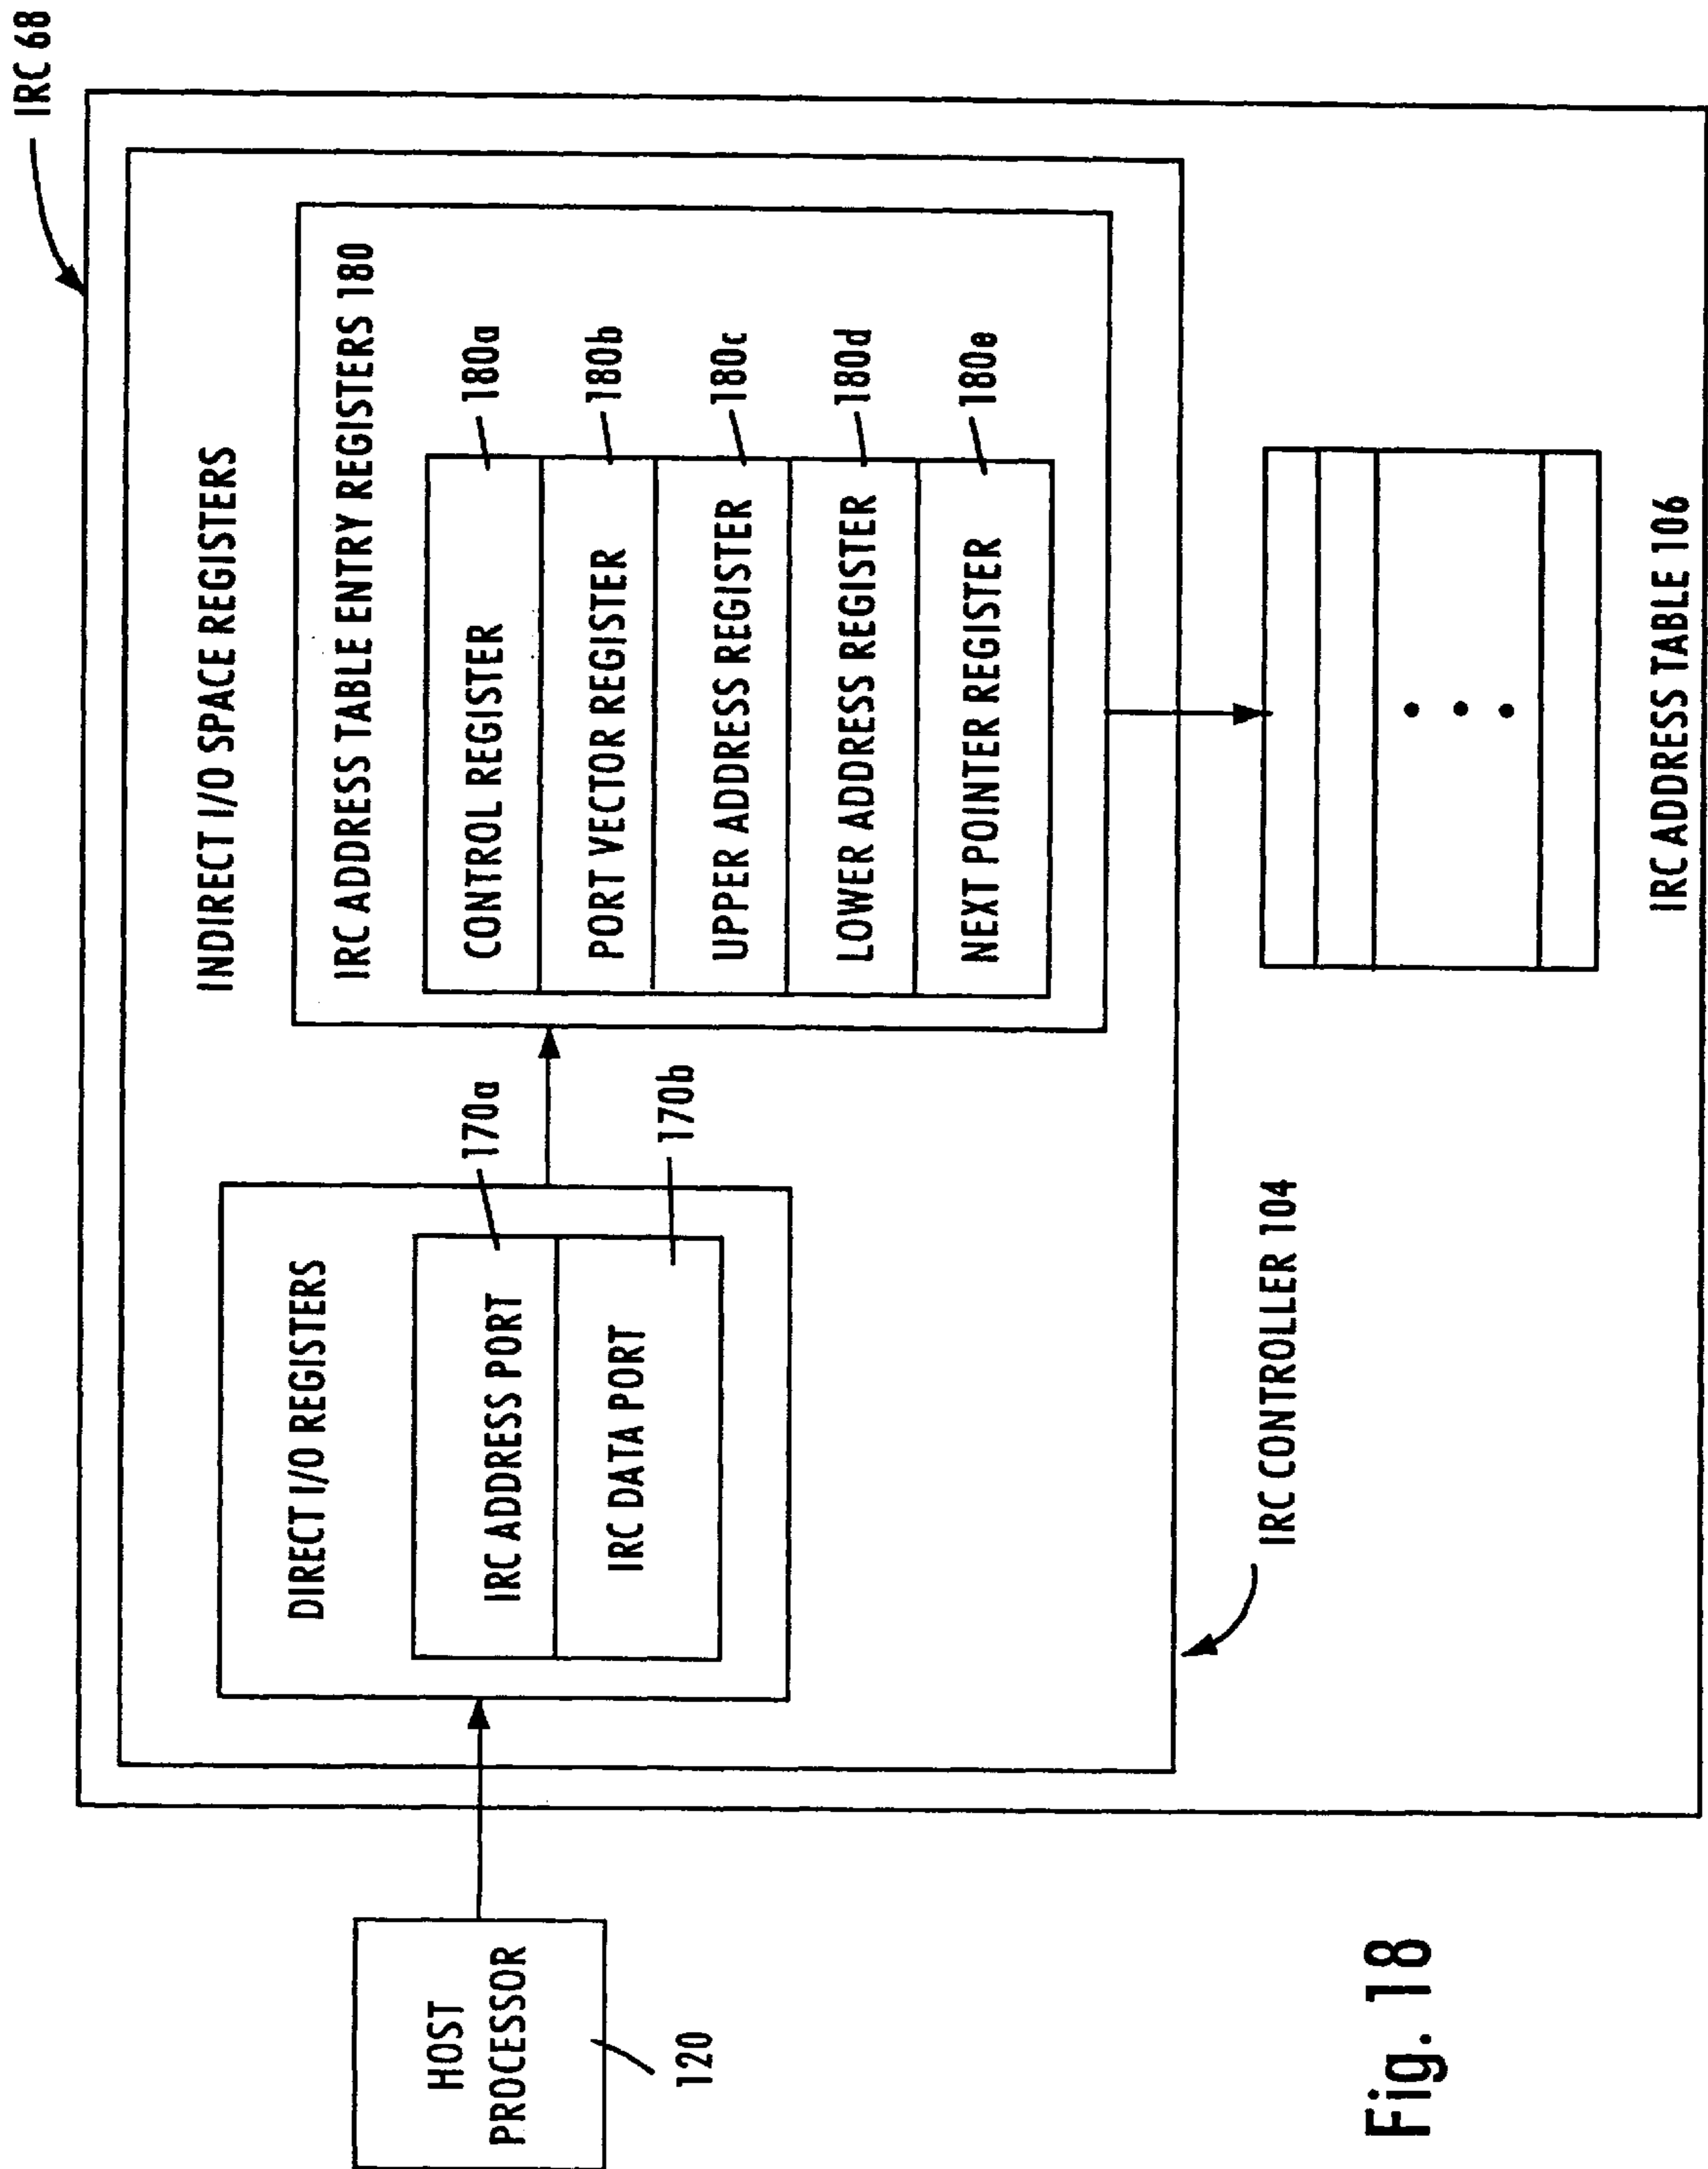 IRC 68
INDIRECT I/O SPACE REGISTERS
DIRECT I/O REGISTERS
IRC ADDRESS PORT
IRC DATA PORT
170a
170b
IRC ADDRESS TABLE ENTRY REGISTERS 180
CONTROL REGISTER
PORT VECTOR REGISTER
UPPER ADDRESS REGISTER
LOWER ADDRESS REGISTER
NEXT POINTER REGISTER
180a
180b
180c
180d
180e
HOST
PROCESSOR
120
IRC CONTROLLER 104
IRC ADDRESS TABLE 106
Fig. 18